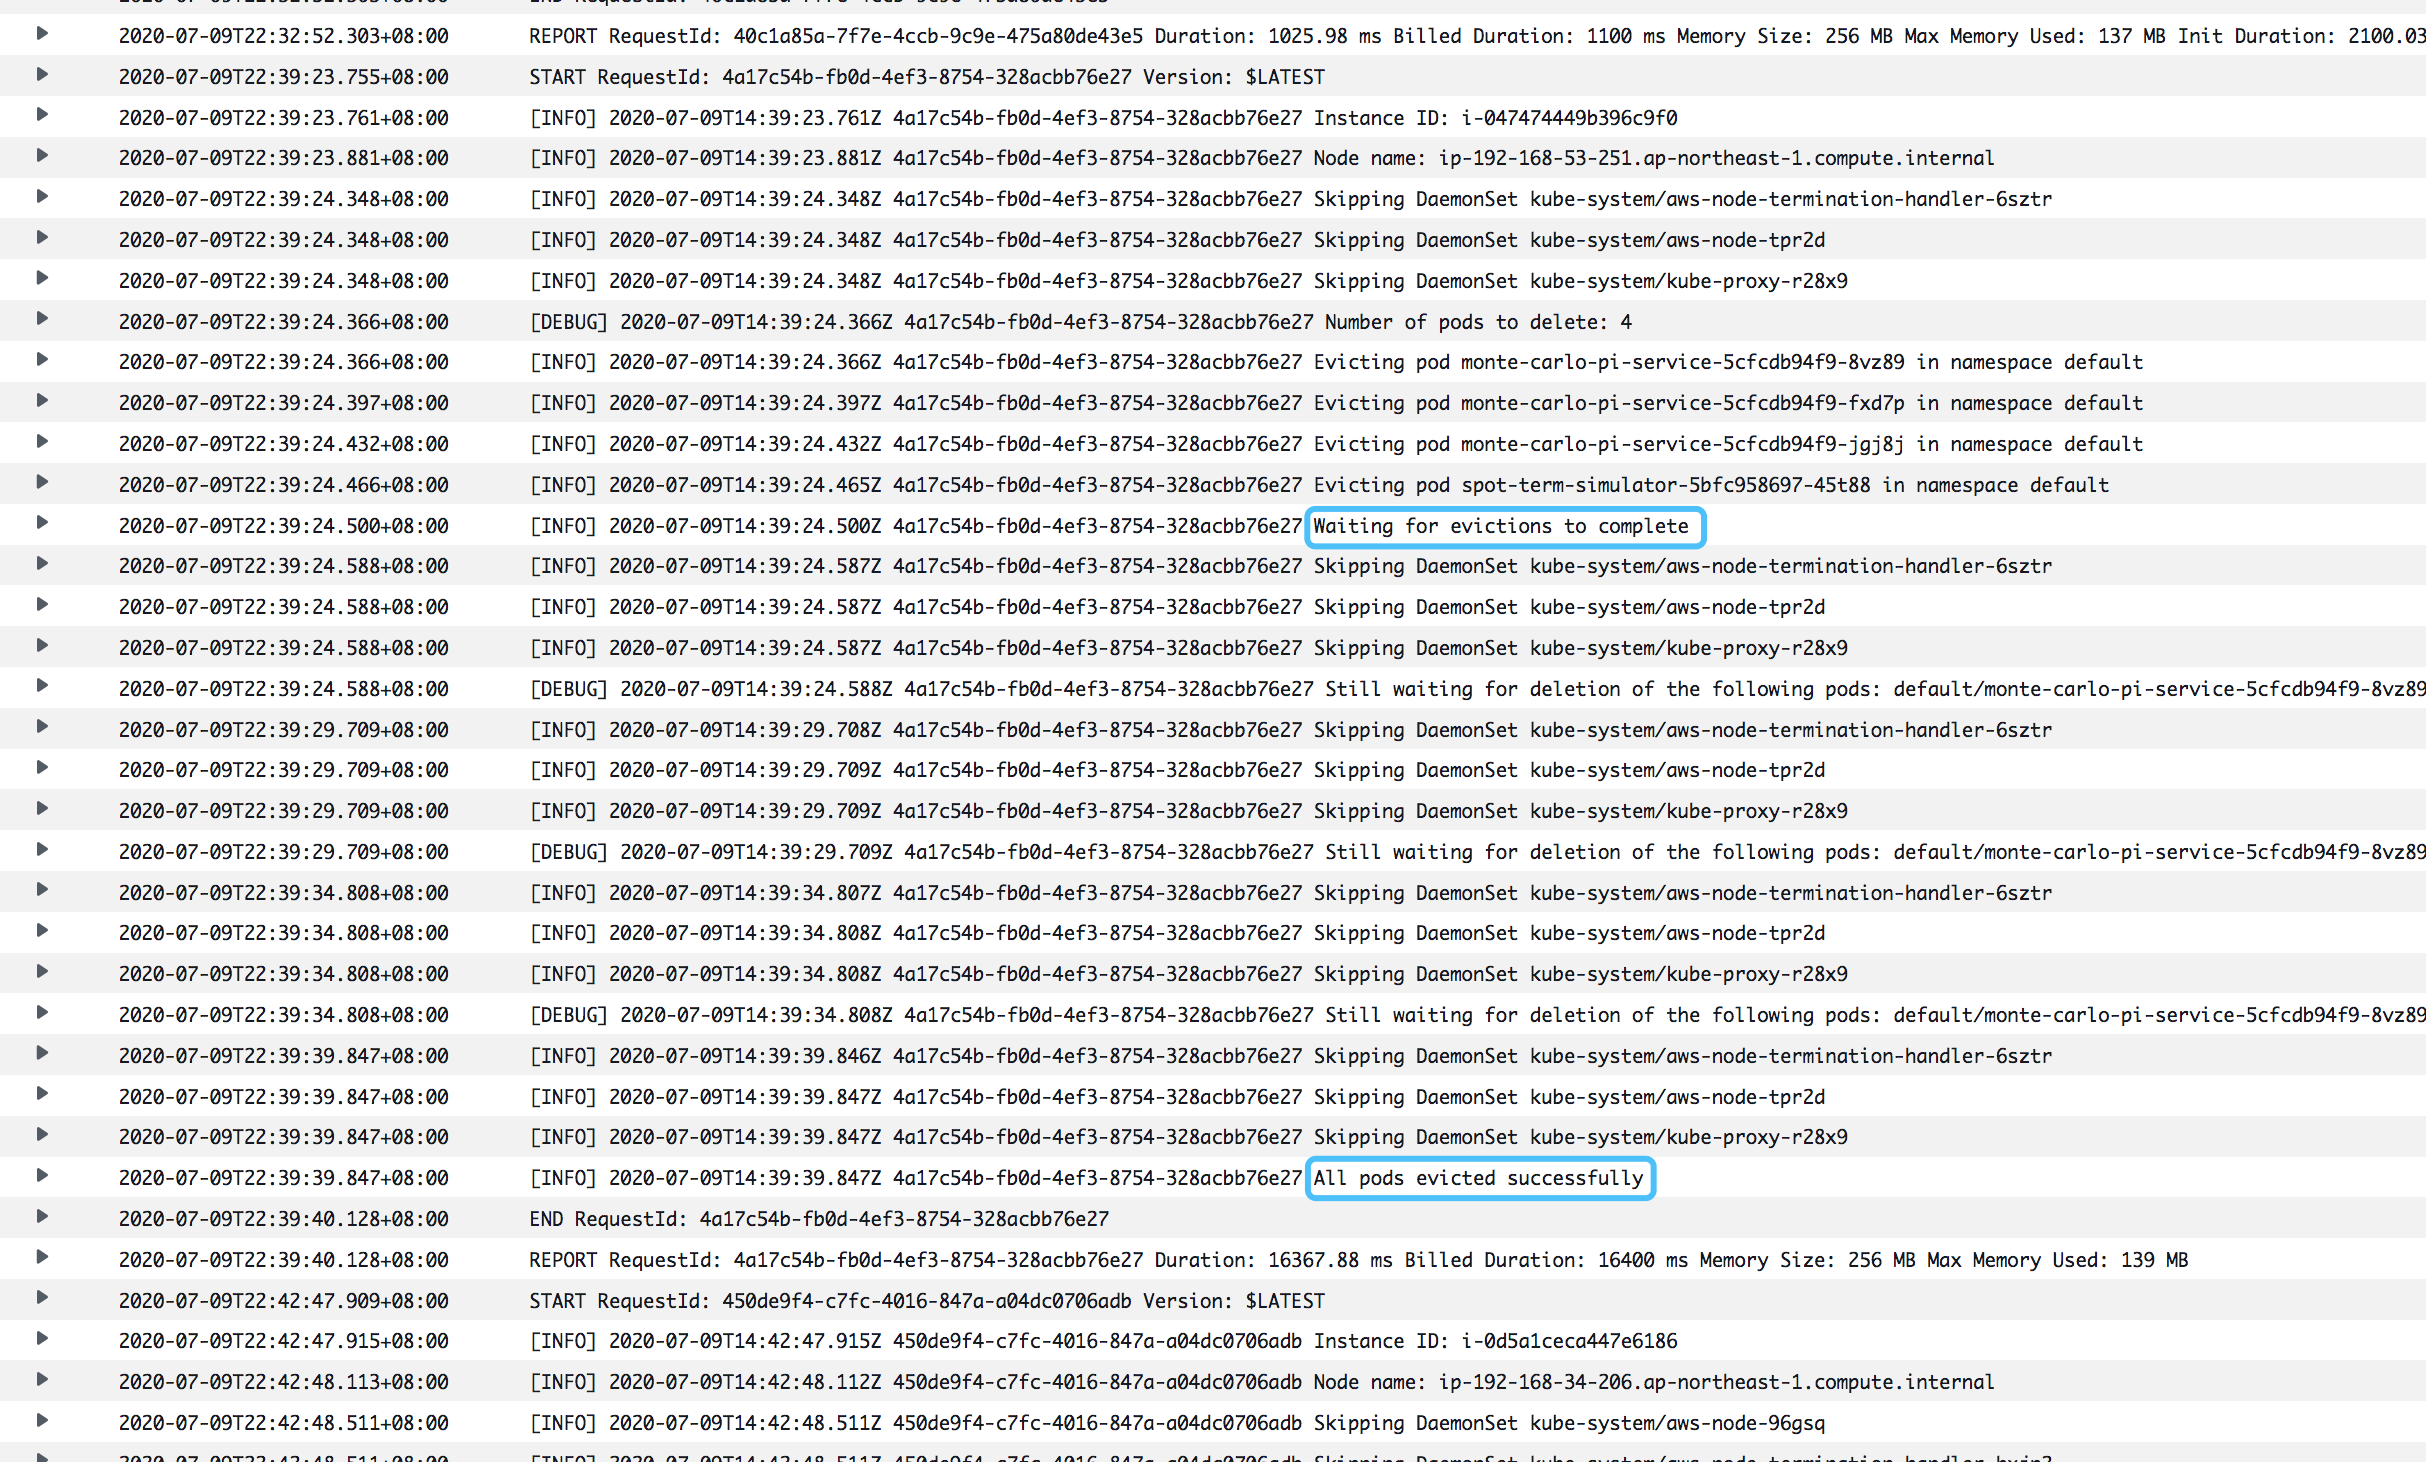 2020-07-09T22:32:52.303+08:00 REPORT RequestId: 40c1a85a-7f7e-4ccb-9c9e-475a80de43e5 Duration: 1025.98 ms Billed Duration: 1100 ms Memory Size: 256 MB Max Memory Used: 137 MB Init Duration: 2100.03
2020-07-09T22:39:23.755+08:00 START RequestId: 4a17c54b-fb0d-4ef3-8754-328acbb76e27 Version: $LATEST
2020-07-09T22:39:23.761+08:00 [INFO] 2020-07-09T14:39:23.761Z 4a17c54b-fb0d-4ef3-8754-328acbb76e27 Instance ID: i-047474449b396c9f0
2020-07-09T22:39:23.881+08:00 [INFO] 2020-07-09T14:39:23.881Z 4a17c54b-fb0d-4ef3-8754-328acbb76e27 Node name: ip-192-168-53-251.ap-northeast-1.compute.internal
2020-07-09T22:39:24.348+08:00 [INFO] 2020-07-09T14:39:24.348Z 4a17c54b-fb0d-4ef3-8754-328acbb76e27 Skipping DaemonSet kube-system/aws-node-termination-handler-6sztr
2020-07-09T22:39:24.348+08:00 [INFO] 2020-07-09T14:39:24.348Z 4a17c54b-fb0d-4ef3-8754-328acbb76e27 Skipping DaemonSet kube-system/aws-node-tpr2d
2020-07-09T22:39:24.348+08:00 [INFO] 2020-07-09T14:39:24.348Z 4a17c54b-fb0d-4ef3-8754-328acbb76e27 Skipping DaemonSet kube-system/kube-proxy-r28x9
2020-07-09T22:39:24.366+08:00 [DEBUG] 2020-07-09T14:39:24.366Z 4a17c54b-fb0d-4ef3-8754-328acbb76e27 Number of pods to delete: 4
2020-07-09T22:39:24.366+08:00 [INFO] 2020-07-09T14:39:24.366Z 4a17c54b-fb0d-4ef3-8754-328acbb76e27 Evicting pod monte-carlo-pi-service-5cfcdb94f9-8vz89 in namespace default
2020-07-09T22:39:24.397+08:00 [INFO] 2020-07-09T14:39:24.397Z 4a17c54b-fb0d-4ef3-8754-328acbb76e27 Evicting pod monte-carlo-pi-service-5cfcdb94f9-fxd7p in namespace default
2020-07-09T22:39:24.432+08:00 [INFO] 2020-07-09T14:39:24.432Z 4a17c54b-fb0d-4ef3-8754-328acbb76e27 Evicting pod monte-carlo-pi-service-5cfcdb94f9-jgj8j in namespace default
2020-07-09T22:39:24.466+08:00 [INFO] 2020-07-09T14:39:24.465Z 4a17c54b-fb0d-4ef3-8754-328acbb76e27 Evicting pod spot-term-simulator-5bfc958697-45t88 in namespace default
2020-07-09T22:39:24.500+08:00 [INFO] 2020-07-09T14:39:24.500Z 4a17c54b-fb0d-4ef3-8754-328acbb76e27 Waiting for evictions to complete
2020-07-09T22:39:24.588+08:00 [INFO] 2020-07-09T14:39:24.587Z 4a17c54b-fb0d-4ef3-8754-328acbb76e27 Skipping DaemonSet kube-system/aws-node-termination-handler-6sztr
2020-07-09T22:39:24.588+08:00 [INFO] 2020-07-09T14:39:24.587Z 4a17c54b-fb0d-4ef3-8754-328acbb76e27 Skipping DaemonSet kube-system/aws-node-tpr2d
2020-07-09T22:39:24.588+08:00 [INFO] 2020-07-09T14:39:24.587Z 4a17c54b-fb0d-4ef3-8754-328acbb76e27 Skipping DaemonSet kube-system/kube-proxy-r28x9
2020-07-09T22:39:24.588+08:00 [DEBUG] 2020-07-09T14:39:24.588Z 4a17c54b-fb0d-4ef3-8754-328acbb76e27 Still waiting for deletion of the following pods: default/monte-carlo-pi-service-5cfcdb94f9-8vz89
2020-07-09T22:39:29.709+08:00 [INFO] 2020-07-09T14:39:29.708Z 4a17c54b-fb0d-4ef3-8754-328acbb76e27 Skipping DaemonSet kube-system/aws-node-termination-handler-6sztr
2020-07-09T22:39:29.709+08:00 [INFO] 2020-07-09T14:39:29.709Z 4a17c54b-fb0d-4ef3-8754-328acbb76e27 Skipping DaemonSet kube-system/aws-node-tpr2d
2020-07-09T22:39:29.709+08:00 [INFO] 2020-07-09T14:39:29.709Z 4a17c54b-fb0d-4ef3-8754-328acbb76e27 Skipping DaemonSet kube-system/kube-proxy-r28x9
2020-07-09T22:39:29.709+08:00 [DEBUG] 2020-07-09T14:39:29.709Z 4a17c54b-fb0d-4ef3-8754-328acbb76e27 Still waiting for deletion of the following pods: default/monte-carlo-pi-service-5cfcdb94f9-8vz89
2020-07-09T22:39:34.808+08:00 [INFO] 2020-07-09T14:39:34.807Z 4a17c54b-fb0d-4ef3-8754-328acbb76e27 Skipping DaemonSet kube-system/aws-node-termination-handler-6sztr
2020-07-09T22:39:34.808+08:00 [INFO] 2020-07-09T14:39:34.808Z 4a17c54b-fb0d-4ef3-8754-328acbb76e27 Skipping DaemonSet kube-system/aws-node-tpr2d
2020-07-09T22:39:34.808+08:00 [INFO] 2020-07-09T14:39:34.808Z 4a17c54b-fb0d-4ef3-8754-328acbb76e27 Skipping DaemonSet kube-system/kube-proxy-r28x9
2020-07-09T22:39:34.808+08:00 [DEBUG] 2020-07-09T14:39:34.808Z 4a17c54b-fb0d-4ef3-8754-328acbb76e27 Still waiting for deletion of the following pods: default/monte-carlo-pi-service-5cfcdb94f9-8vz89
2020-07-09T22:39:39.847+08:00 [INFO] 2020-07-09T14:39:39.846Z 4a17c54b-fb0d-4ef3-8754-328acbb76e27 Skipping DaemonSet kube-system/aws-node-termination-handler-6sztr
2020-07-09T22:39:39.847+08:00 [INFO] 2020-07-09T14:39:39.847Z 4a17c54b-fb0d-4ef3-8754-328acbb76e27 Skipping DaemonSet kube-system/aws-node-tpr2d
2020-07-09T22:39:39.847+08:00 [INFO] 2020-07-09T14:39:39.847Z 4a17c54b-fb0d-4ef3-8754-328acbb76e27 Skipping DaemonSet kube-system/kube-proxy-r28x9
2020-07-09T22:39:39.847+08:00 [INFO] 2020-07-09T14:39:39.847Z 4a17c54b-fb0d-4ef3-8754-328acbb76e27 All pods evicted successfully
2020-07-09T22:39:40.128+08:00 END RequestId: 4a17c54b-fb0d-4ef3-8754-328acbb76e27
2020-07-09T22:39:40.128+08:00 REPORT RequestId: 4a17c54b-fb0d-4ef3-8754-328acbb76e27 Duration: 16367.88 ms Billed Duration: 16400 ms Memory Size: 256 MB Max Memory Used: 139 MB
2020-07-09T22:42:47.909+08:00 START RequestId: 450de9f4-c7fc-4016-847a-a04dc0706adb Version: $LATEST
2020-07-09T22:42:47.915+08:00 [INFO] 2020-07-09T14:42:47.915Z 450de9f4-c7fc-4016-847a-a04dc0706adb Instance ID: i-0d5a1ceca447e6186
2020-07-09T22:42:48.113+08:00 [INFO] 2020-07-09T14:42:48.112Z 450de9f4-c7fc-4016-847a-a04dc0706adb Node name: ip-192-168-34-206.ap-northeast-1.compute.internal
2020-07-09T22:42:48.511+08:00 [INFO] 2020-07-09T14:42:48.511Z 450de9f4-c7fc-4016-847a-a04dc0706adb Skipping DaemonSet kube-system/aws-node-96gsq